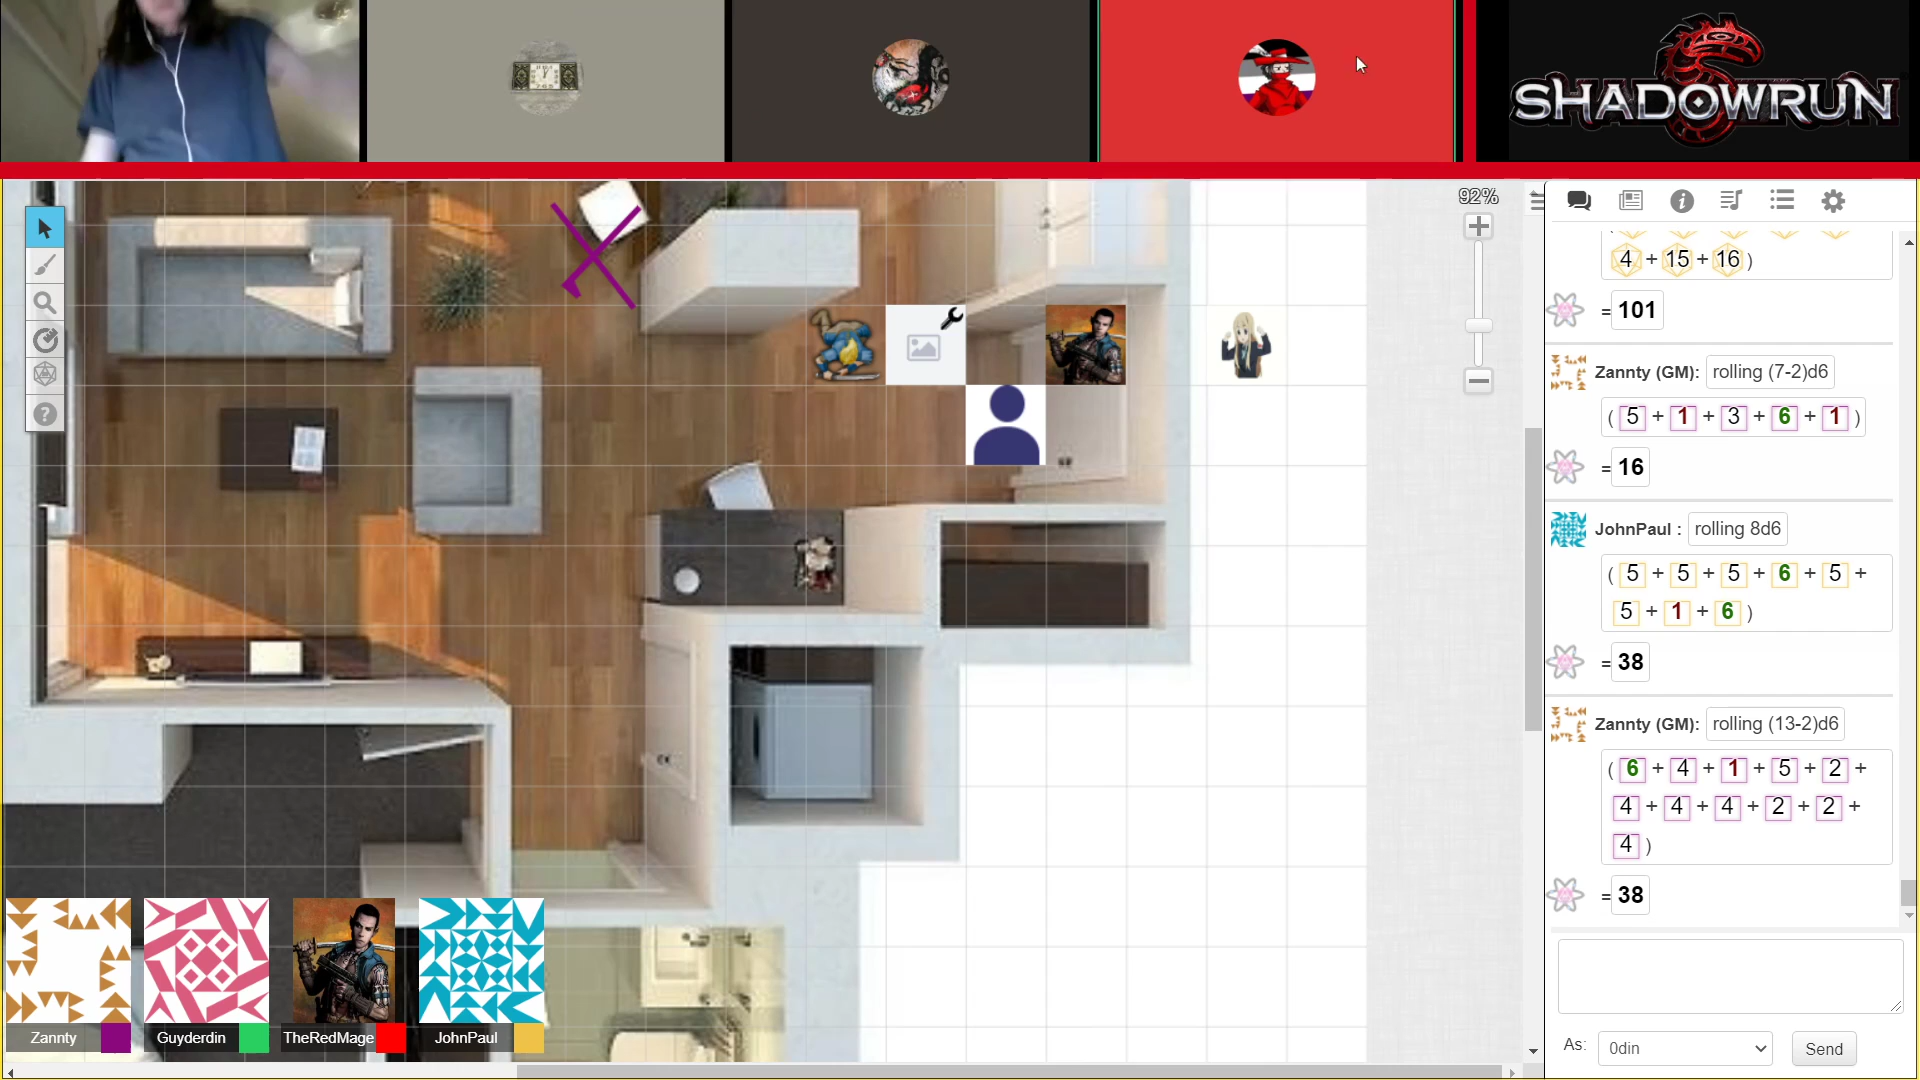 SHADOWRUN
92%
4 + 15 + 16 )
= 101
Zannty (GM): rolling (7-2)d6
( 5 + 1 + 3 + 6 + 1 )
= 16
JohnPaul : rolling 8d6
( 5 + 5 + 5 + 6 + 5 +
5 + 1 + 6 )
= 38
Zannty (GM): rolling (13-2)d6
( 6 + 4 + 1 + 5 + 2 +
4 + 4 + 4 + 2 + 2 +
4 )
= 38
As: 0din Send
Zannty Guyderdin TheRedMage JohnPaul